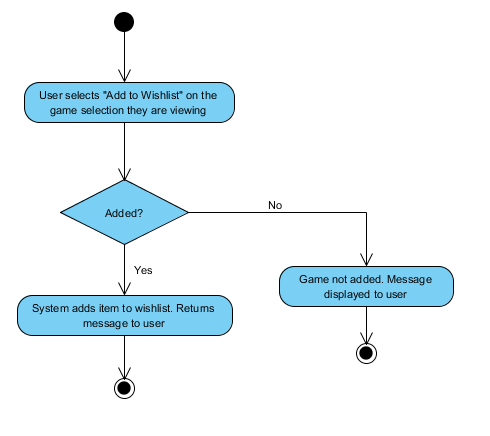 User selects "Add to Wishlist" on the
game selection they are viewing
Added?
No
Yes
Game not added. Message
displayed to user
System adds item to wishlist. Returns
message to user